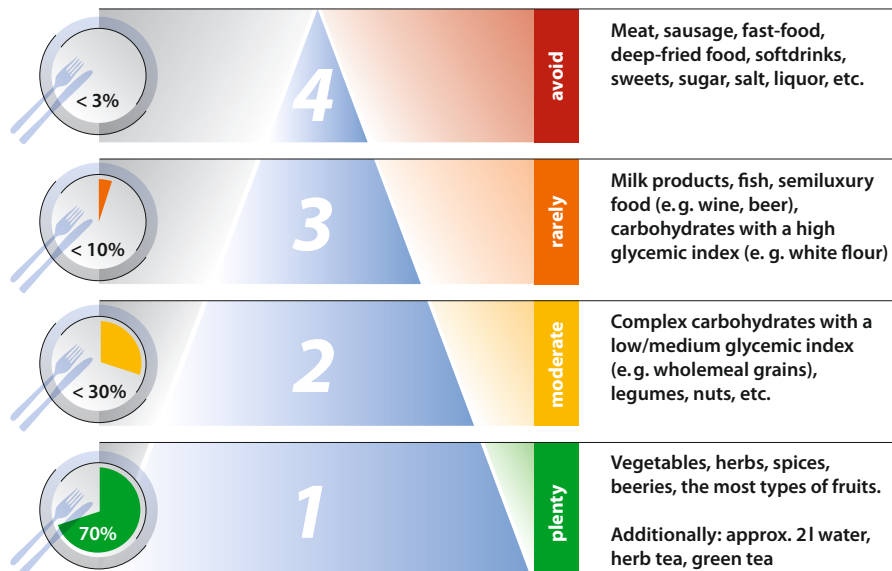 < 3%
4
avoid
Meat, sausage, fast-food,
deep-fried food, softdrinks,
sweets, sugar, salt, liquor, etc.
< 10%
3
rarely
Milk products, fish, semiluxury
food (e. g. wine, beer),
carbohydrates with a high
glycemic index (e. g. white flour)
< 30%
2
moderate
Complex carbohydrates with a
low/medium glycemic index
(e. g. wholemeal grains),
legumes, nuts, etc.
70%
1
plenty
Vegetables, herbs, spices,
beeries, the most types of fruits.
Additionally: approx. 2 l water,
herb tea, green tea